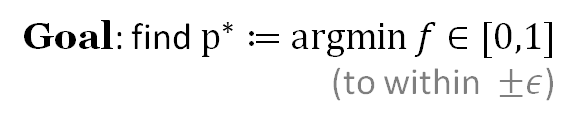 Goal: find p* := argmin f ∈ [0,1]
(to within ±ϵ)